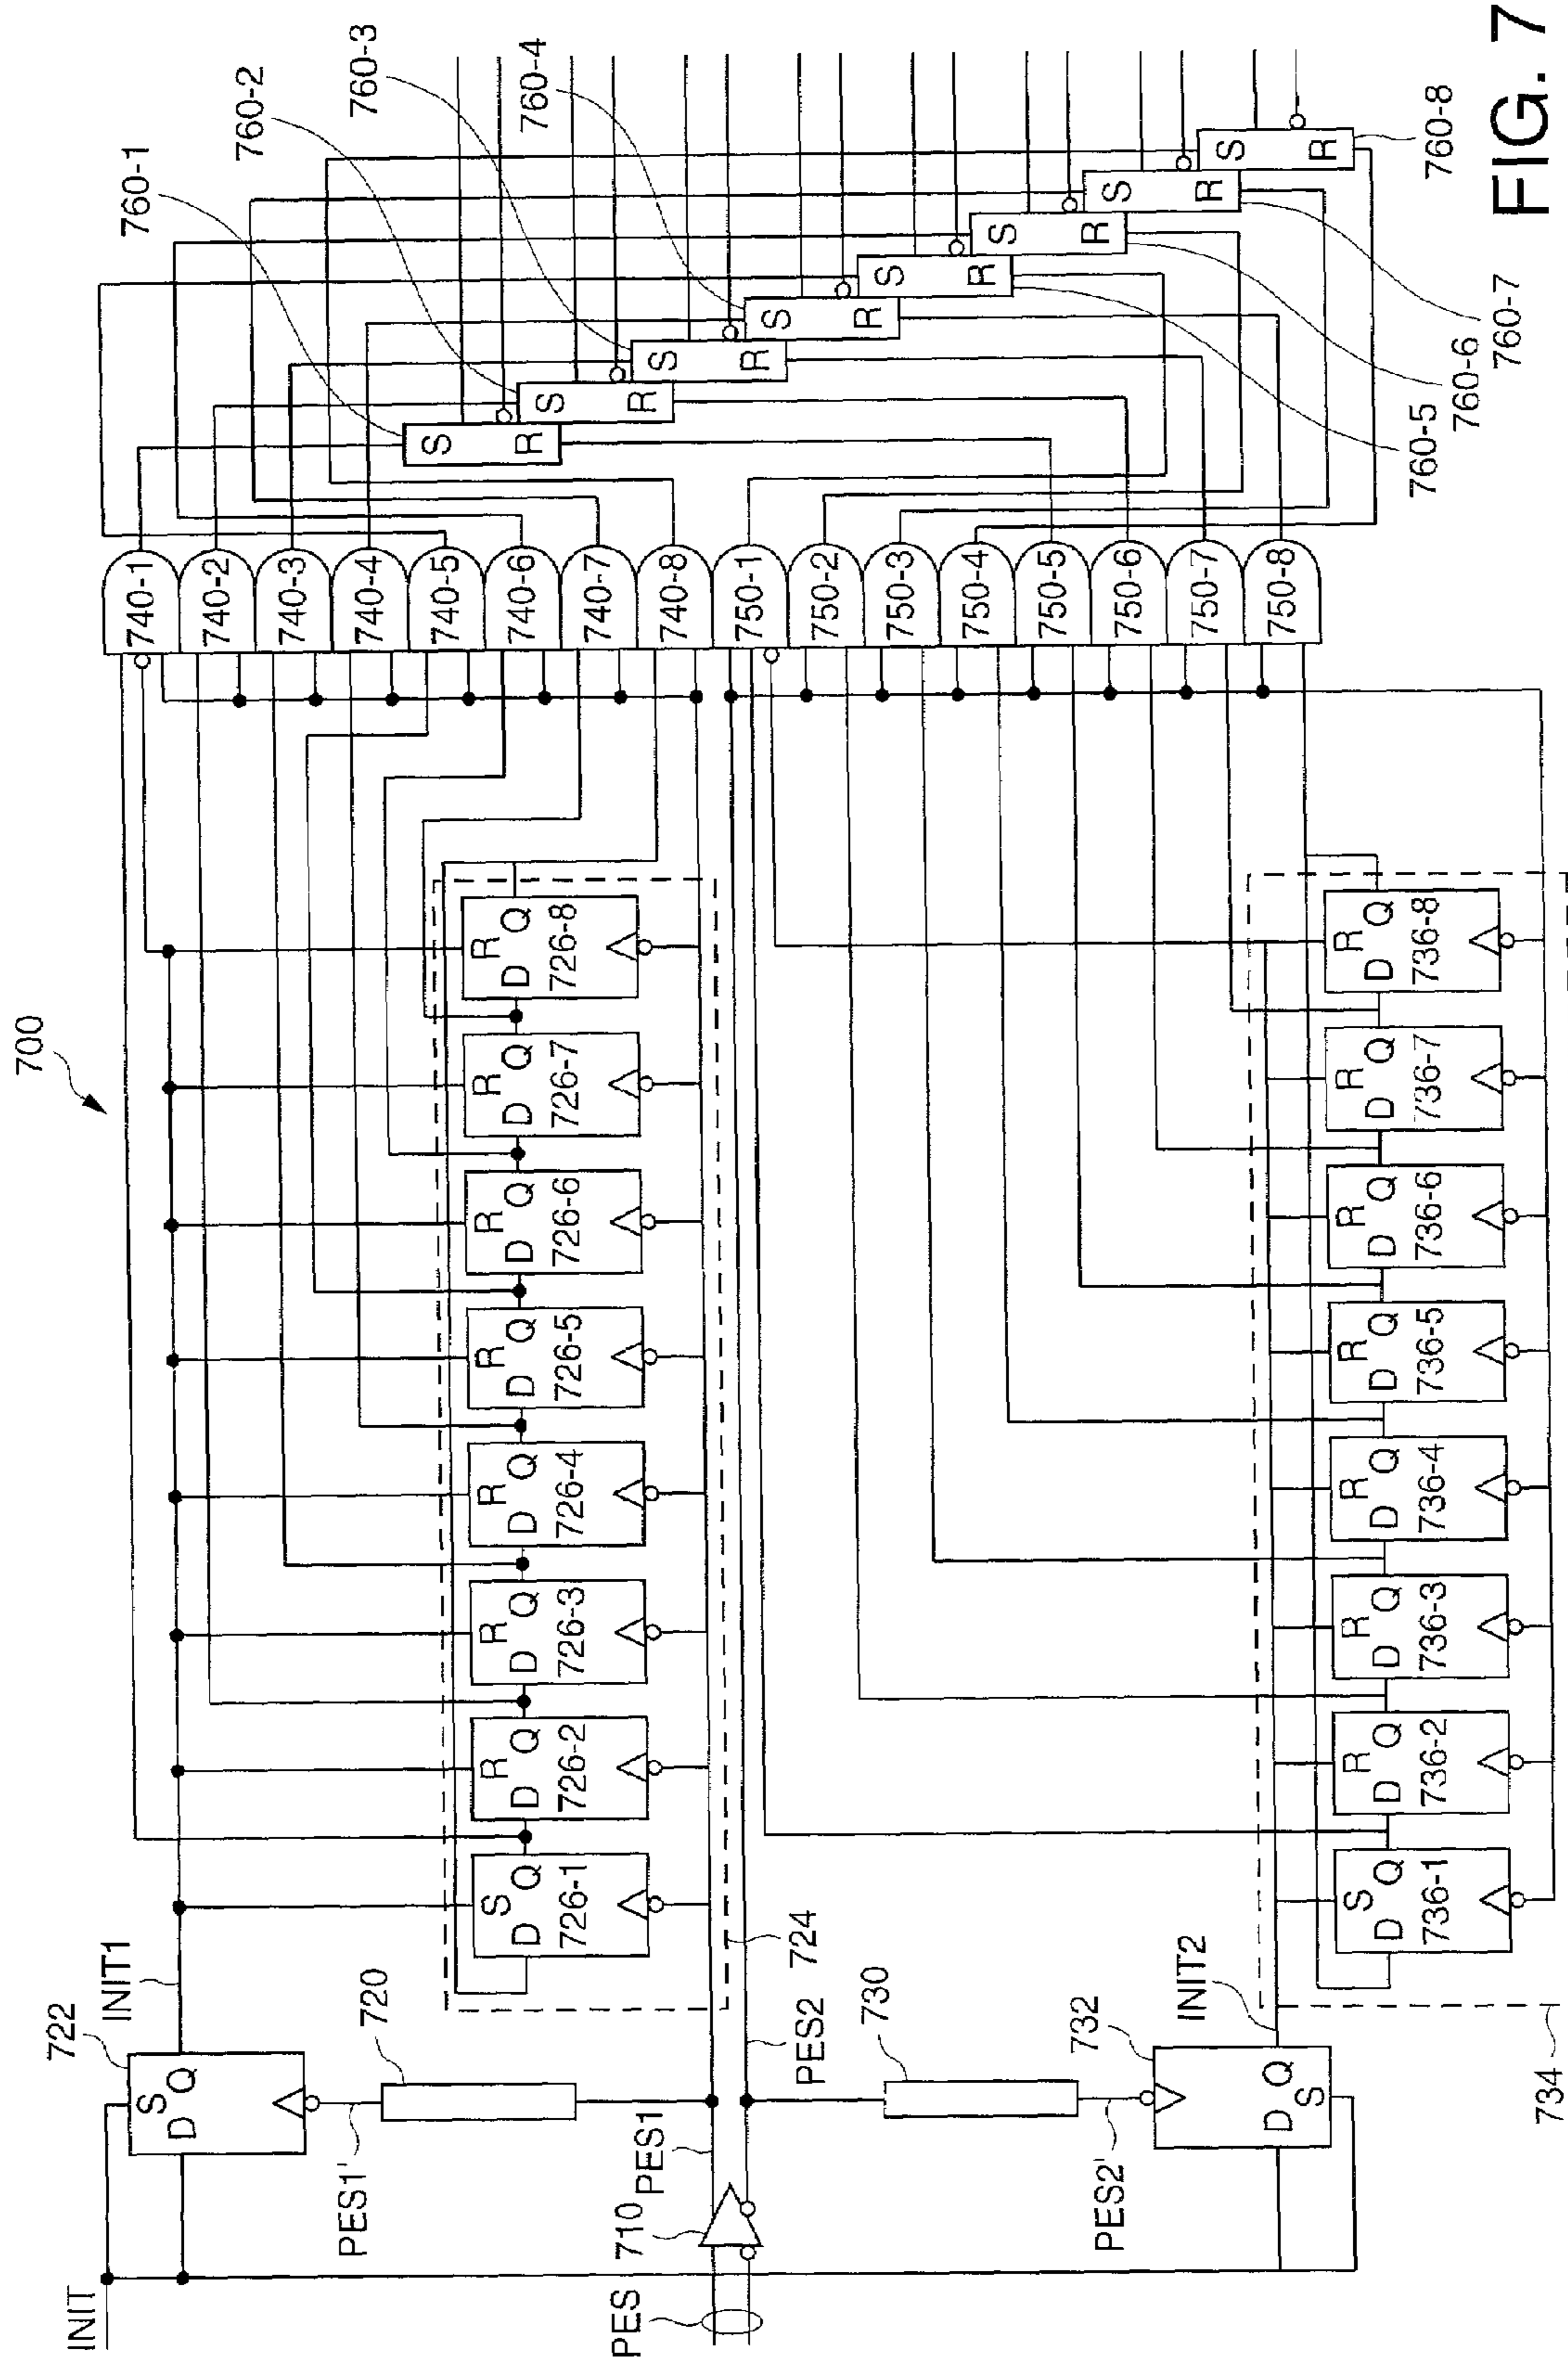 700
INIT
722
S
D Q
INIT1
PES1'
720
R
D Q
726-8
R
D Q
726-7
R
D Q
726-6
R
D Q
726-5
R
D Q
726-4
R
D Q
726-3
R
D Q
726-2
S
D Q
726-1
724
PES
710
PES1
PES2
730
PES2'
732
D Q
S
INIT2
R
D Q
736-8
R
D Q
736-7
R
D Q
736-6
R
D Q
736-5
R
D Q
736-4
R
D Q
736-3
R
D Q
736-2
S
D Q
736-1
734
740-1
740-2
740-3
740-4
740-5
740-6
740-7
740-8
750-1
750-2
750-3
750-4
750-5
750-6
750-7
750-8
760-1
760-2
760-3
760-4
S R
S R
S R
S R
S R
S R
S R
S R
760-5
760-6
760-7
760-8
FIG. 7